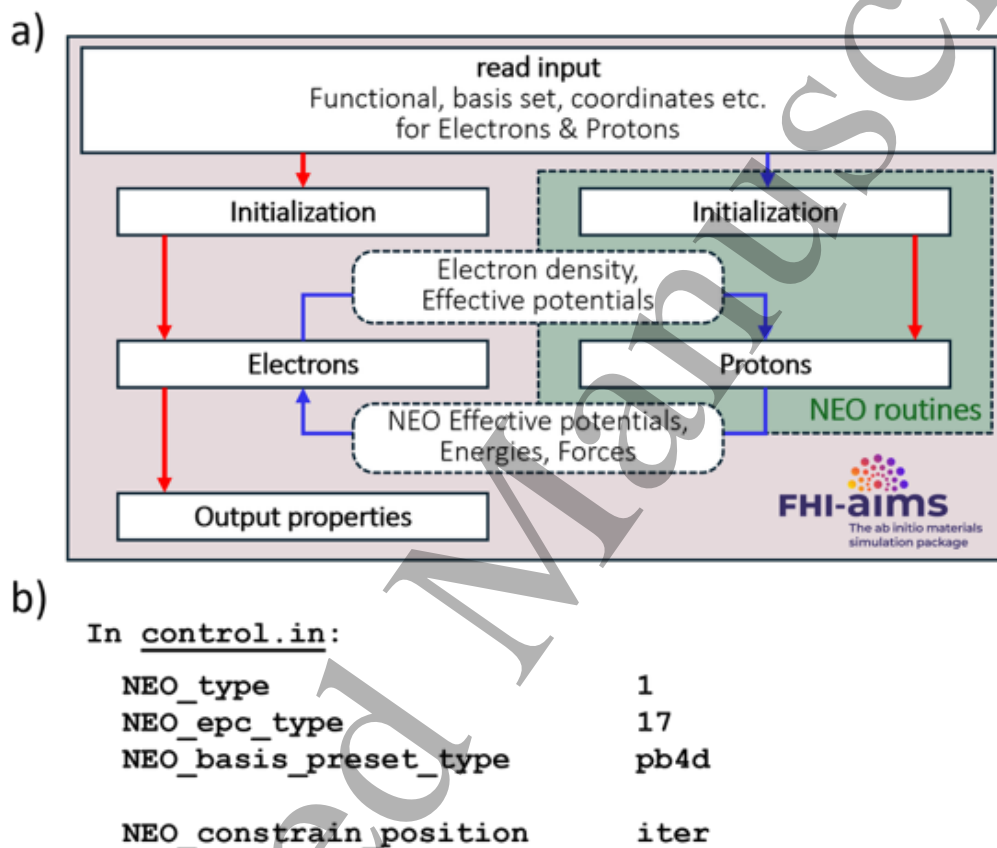 a)
read input
Functional, basis set, coordinates etc.
for Electrons & Protons
Initialization
Initialization
Electron density,
Effective potentials
Electrons
Protons
NEO Effective potentials,
Energies, Forces
NEO routines
Output properties
FHI-aims
The ab initio materials
simulation package
b)
In control.in:
NEO_type 1
NEO_epc_type 17
NEO_basis_preset_type pb4d
NEO_constrain_position iter
ed Manusc